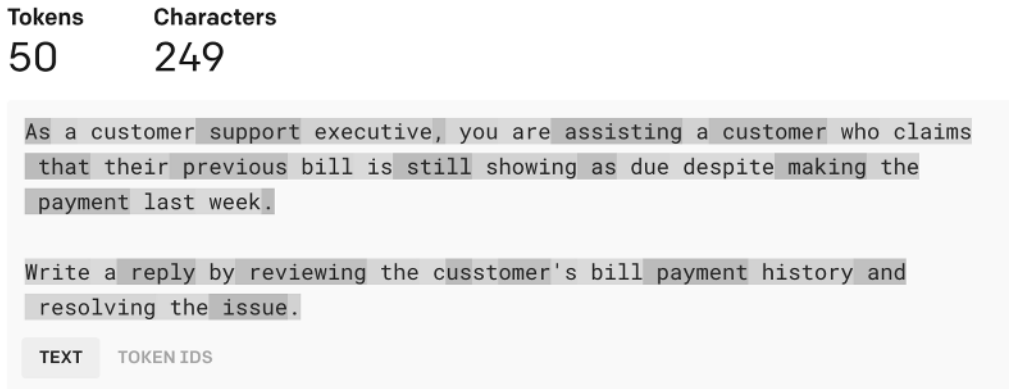 Tokens Characters
50 249
As a customer support executive, you are assisting a customer who claims
that their previous bill is still showing as due despite making the
payment last week.
Write a reply by reviewing the cusstomer's bill payment history and
resolving the issue.
TEXT TOKEN IDS